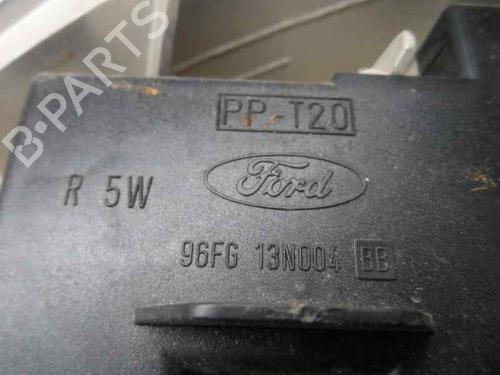 PP-T20
Ford
R 5W
96FG 13N004 BB
B-PARTS